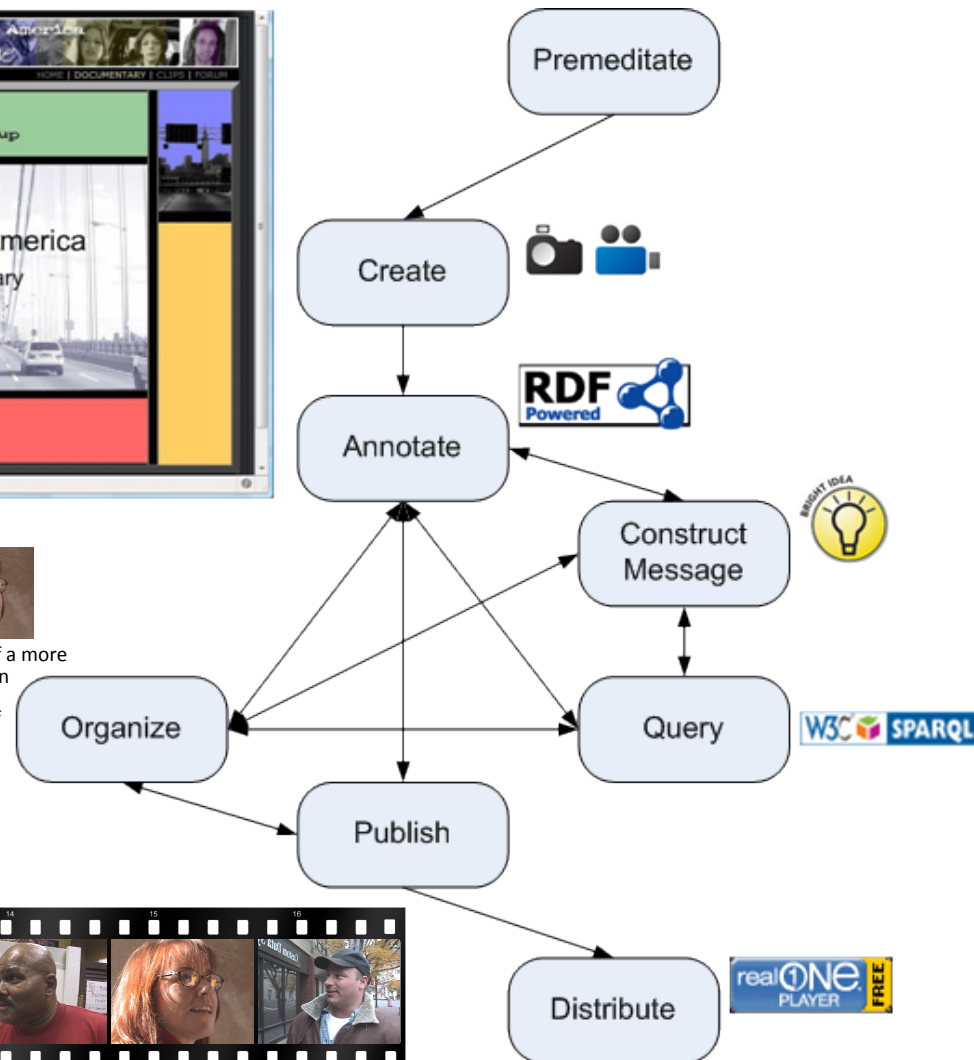 America
HOME | DOCUMENTARY | CLIPS | FORUM
up
merica
ary
Premeditate
Create
RDF
Powered
Annotate
BRIGHT IDEA
Construct
Message
f a more
n
Organize
Query
W3C SPARQL
Publish
14 15 16
real ONE
PLAYER
FREE
Distribute